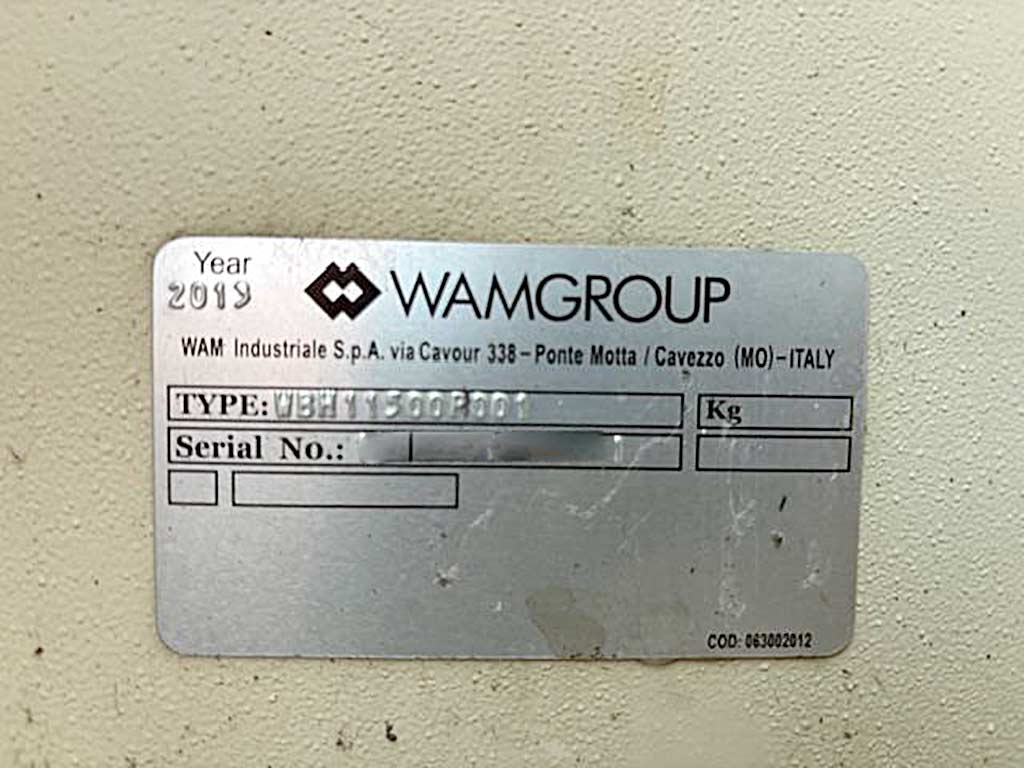 Year
2019
WAMGROUP
WAM Industriale S.p.A. via Cavour 338 – Ponte Motta / Cavezzo (MO) – ITALY
TYPE: WBH11500R001
Kg
Serial No.:
COD: 063002012